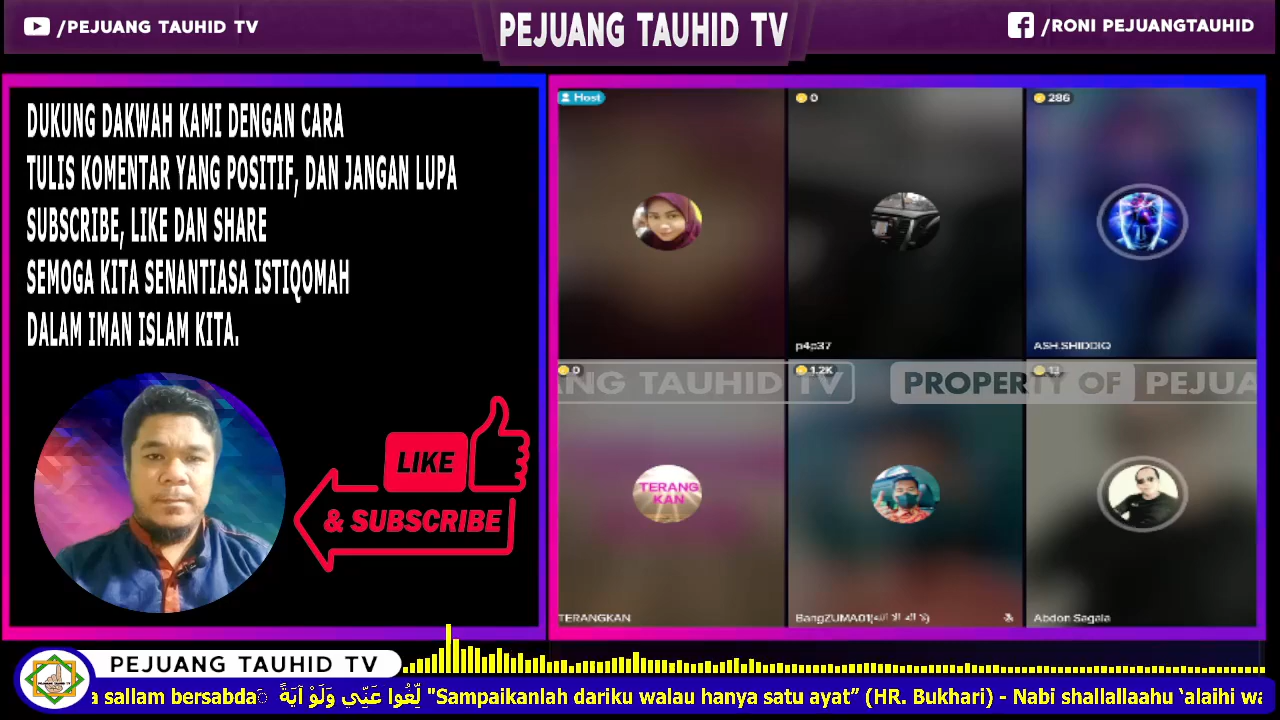 /PEJUANG TAUHID TV
PEJUANG TAUHID TV
/RONI PEJUANGTAUHID
DUKUNG DAKWAH KAMI DENGAN CARA
TULIS KOMENTAR YANG POSITIF, DAN JANGAN LUPA
SUBSCRIBE, LIKE DAN SHARE
SEMOGA KITA SENANTIASA ISTIQOMAH
DALAM IMAN ISLAM KITA.
LIKE
& SUBSCRIBE
Host
0
286
p4p37
ASH.SHIDDIQ
0
1.2K
13
ANG TAUHID TV
PROPERTY OF PEJUA
TERANG
KAN
TERANGKAN
BangZUMA01
Abdon Sagala
PEJUANG TAUHID TV
a sallam bersabda لِّغُوا عَنِّي وَلَوْ آيَةً "Sampaikanlah dariku walau hanya satu ayat” (HR. Bukhari) - Nabi shallallaahu ‘alaihi wa